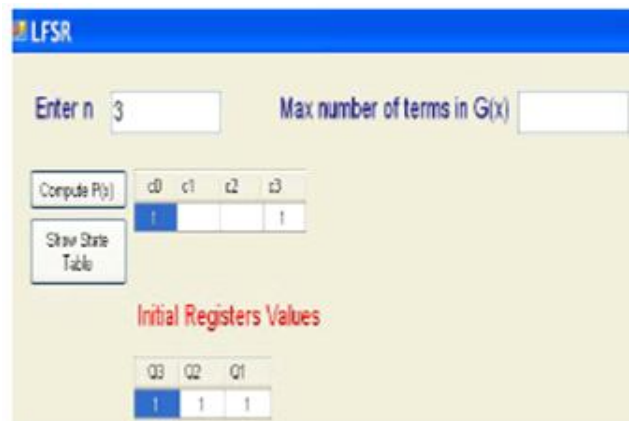 LFSR
Enter n 3 Max number of terms in G(x)
Compute P(x) c0 c1 c2 c3
1 1
Show State
Table
Initial Registers Values
Q3 Q2 Q1
1 1 1